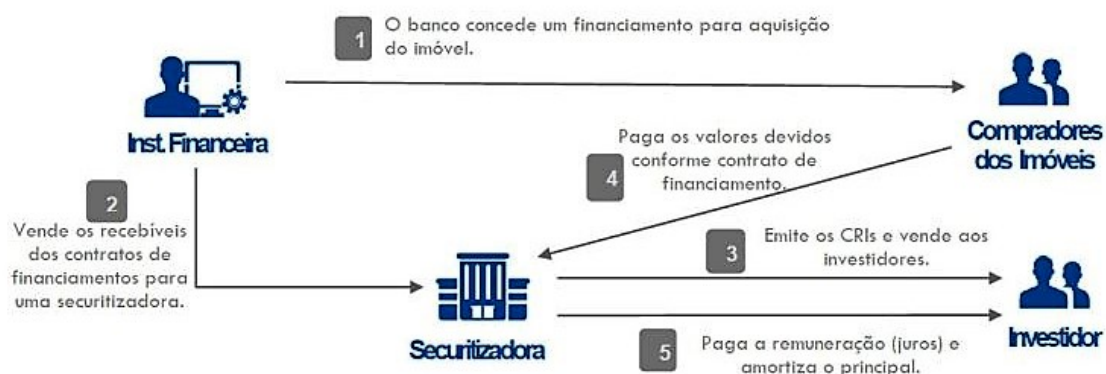 1
O banco concede um financiamento para aquisição
do imóvel.
Inst. Financeira
Compradores
dos Imóveis
2
Vende os recebíveis
dos contratos de
financiamentos para
uma securitizadora.
4
Paga os valores devidos
conforme contrato de
financiamento.
3
Emite os CRIs e vende aos
investidores.
Securitizadora
Investidor
5
Paga a remuneração (juros) e
amortiza o principal.